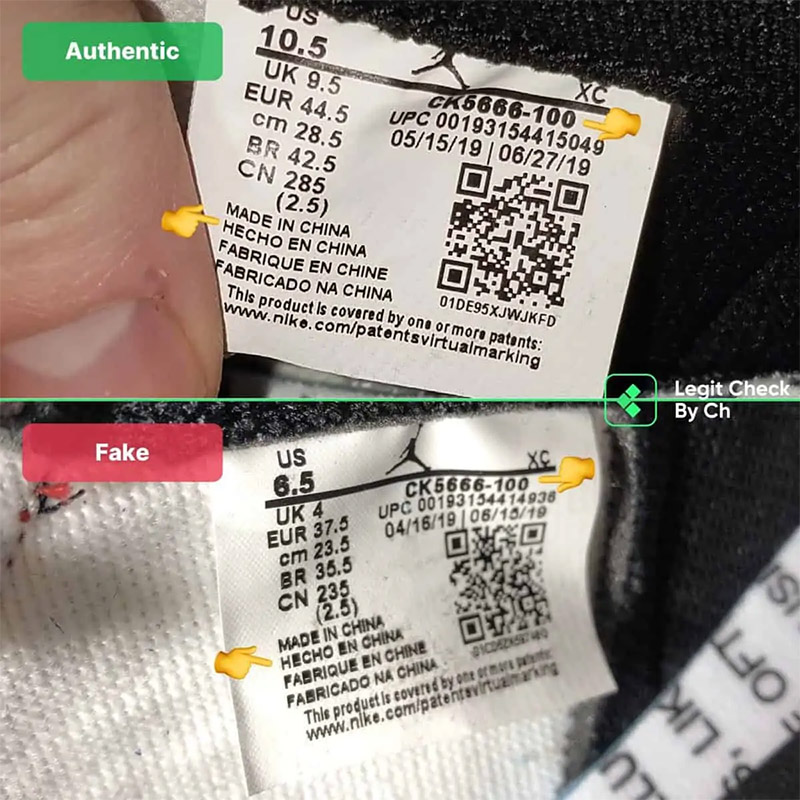 Authentic
US
10.5
UK 9.5
EUR 44.5
cm 28.5
BR 42.5
CN 285
(2.5)
XC
CK5666-100
UPC 00193154415049
05/15/19 | 06/27/19
01DE95XJWJKFD
MADE IN CHINA
HECHO EN CHINA
FABRIQUE EN CHINE
FABRICADO NA CHINA
This product is covered by one or more patents:
www.nike.com/patentsvirtualmarking
Legit Check
By Ch
Fake
US
6.5
UK 4
EUR 37.5
cm 23.5
BR 35.5
CN 235
(2.5)
XC
CK5666-100
UPC 00193154414936
04/16/19 | 06/15/19
MADE IN CHINA
HECHO EN CHINA
FABRIQUE EN CHINE
FABRICADO NA CHINA
This product is covered by one or more patents:
www.nike.com/patentsvirtualmarking
E OFT
S, LIK
LU